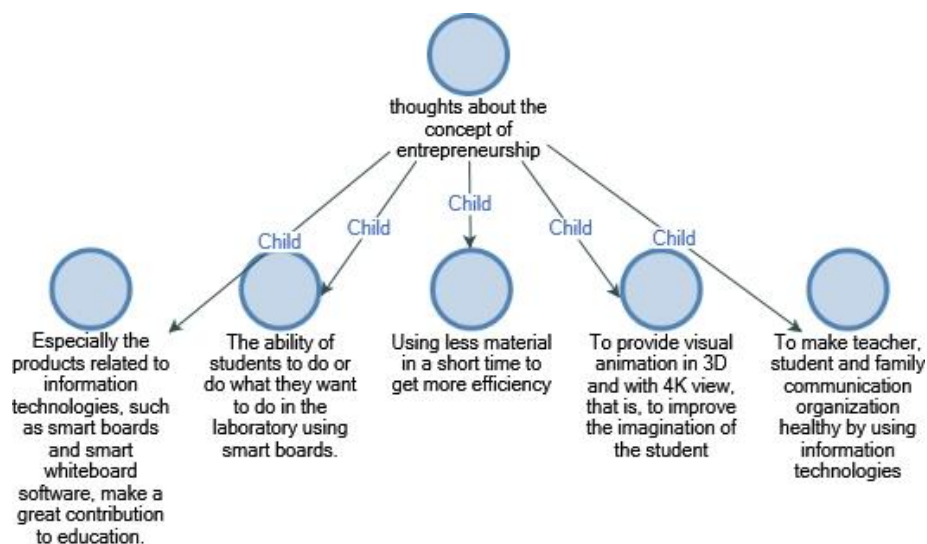 thoughts about the
concept of
entrepreneurship
Child
Child
Child
Child
Child
Especially the
products related to
information
technologies, such
as smart boards
and smart
whiteboard
software, make a
great contribution
to education.
The ability of
students to do or
do what they want
to do in the
laboratory using
smart boards.
Using less material
in a short time to
get more efficiency
To provide visual
animation in 3D
and with 4K view,
that is, to improve
the imagination of
the student
To make teacher,
student and family
communication
organization
healthy by using
information
technologies